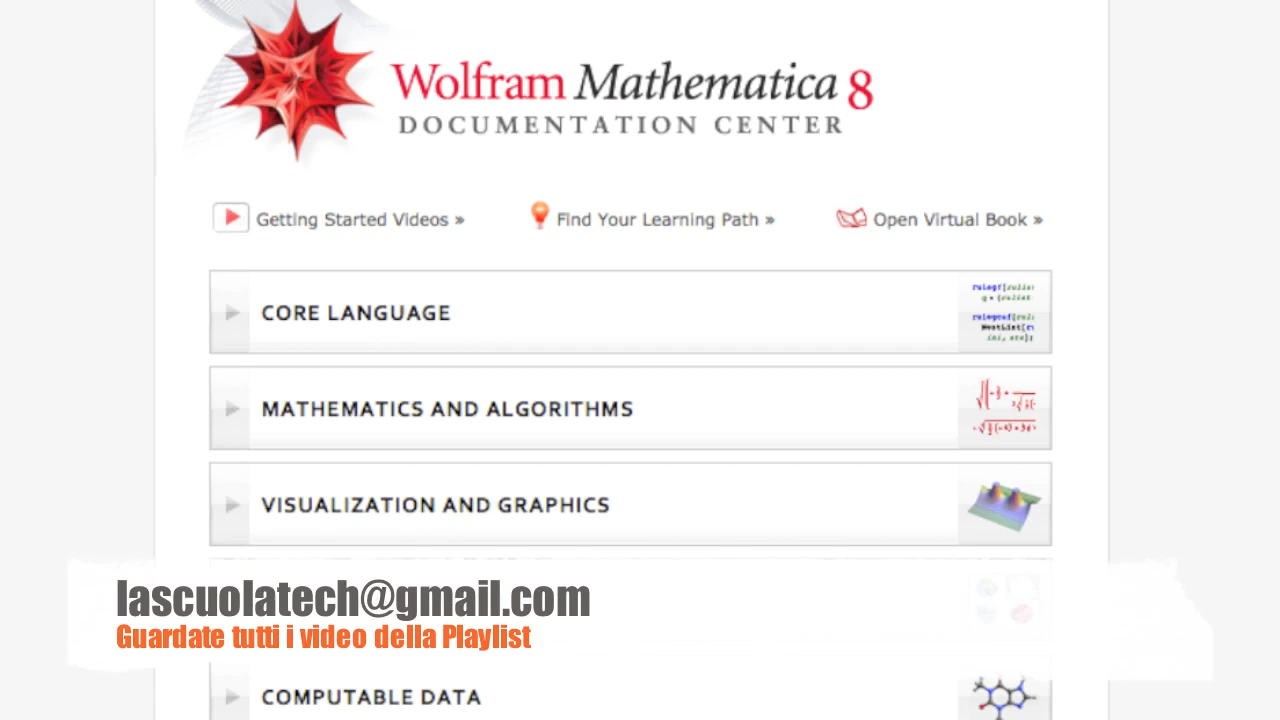 Wolfram Mathematica 8
DOCUMENTATION CENTER
Getting Started Videos »
Find Your Learning Path »
Open Virtual Book »
CORE LANGUAGE
MATHEMATICS AND ALGORITHMS
VISUALIZATION AND GRAPHICS
lascuolatech@gmail.com
Guardate tutti i video della Playlist
COMPUTABLE DATA